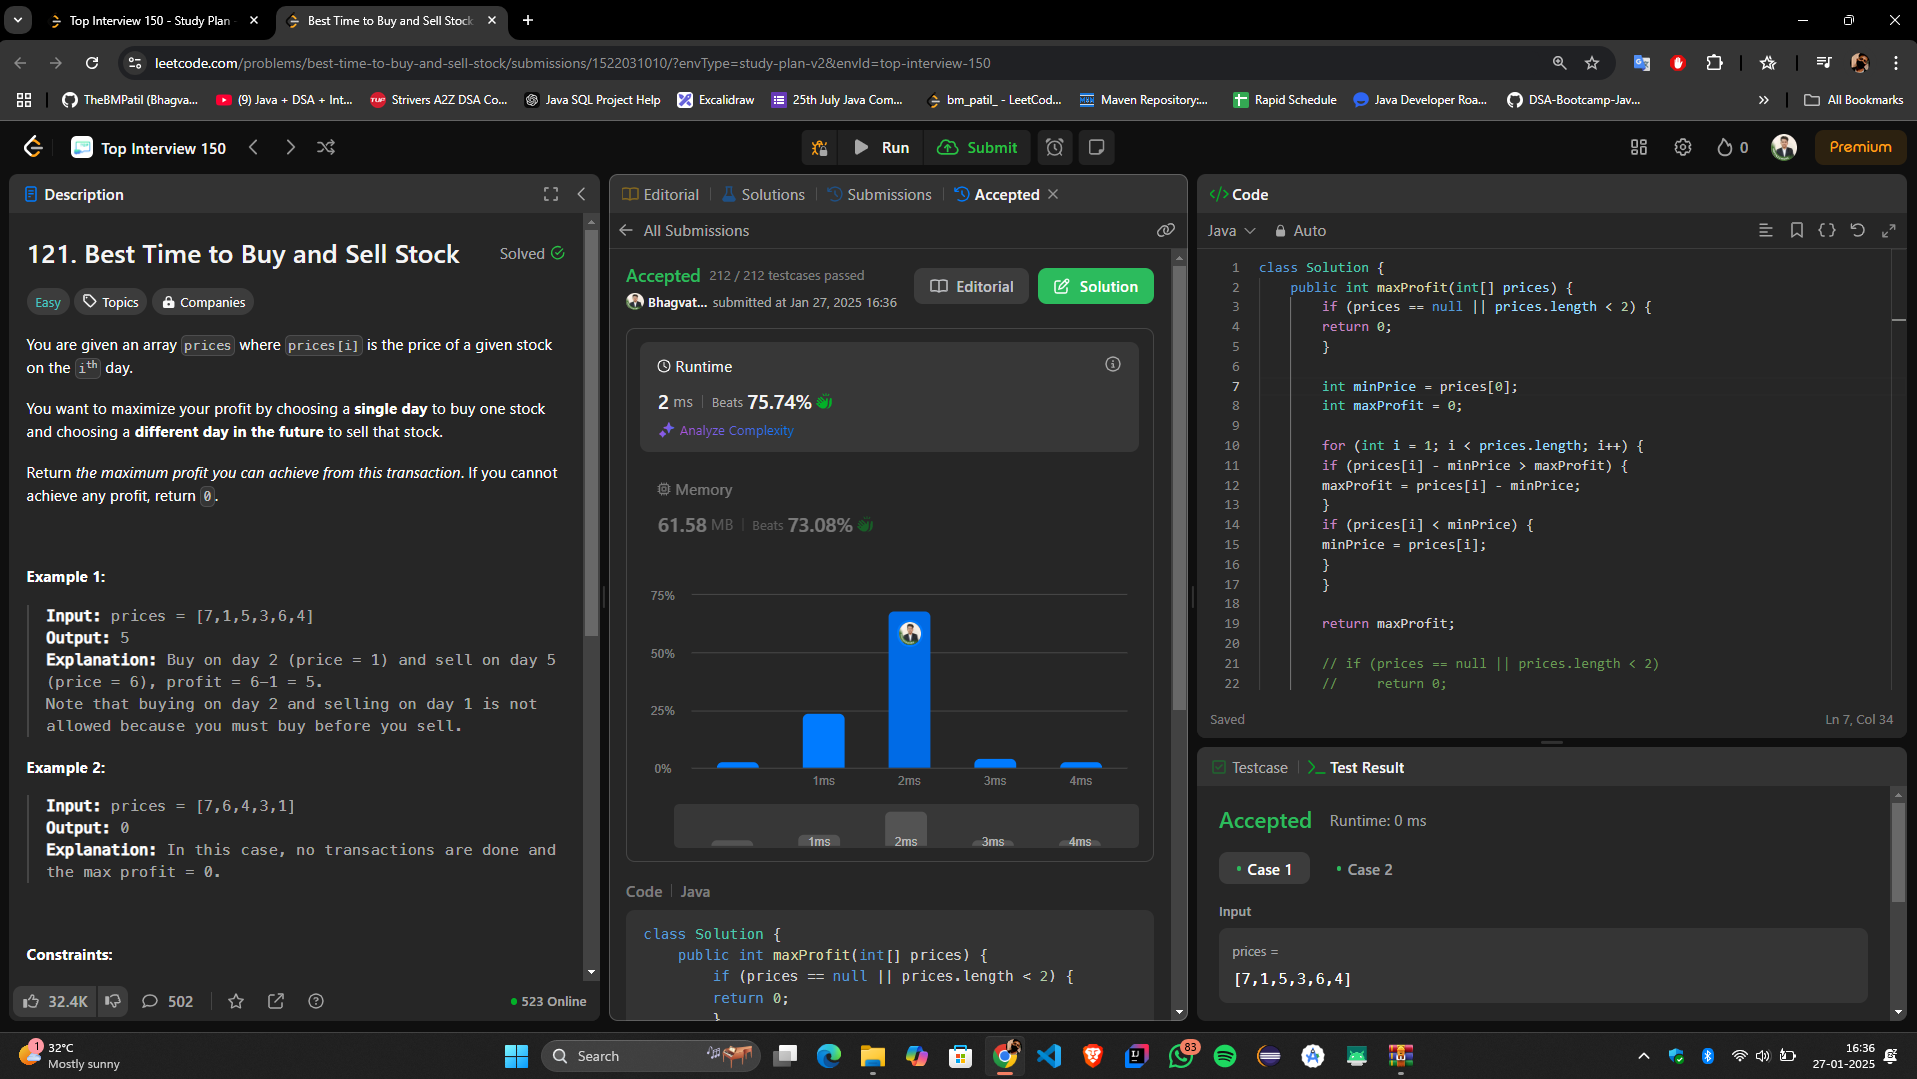 Top Interview 150 - Study Plan
Best Time to Buy and Sell Stock
leetcode.com/problems/best-time-to-buy-and-sell-stock/submissions/1522031010/?envType=study-plan-v2&envId=top-interview-150
TheBMPatil (Bhagva...
(9) Java + DSA + Int...
Strivers A2Z DSA Co...
Java SQL Project Help
Excalidraw
25th July Java Com...
bm_patil_ - LeetCod...
Maven Repository:...
Rapid Schedule
Java Developer Roa...
DSA-Bootcamp-Jav...
All Bookmarks
Top Interview 150
Run
Submit
0
Premium
Description
121. Best Time to Buy and Sell Stock
Solved
Easy
Topics
Companies
You are given an array prices where prices[i] is the price of a given stock
on the ith day.
You want to maximize your profit by choosing a single day to buy one stock
and choosing a different day in the future to sell that stock.
Return the maximum profit you can achieve from this transaction. If you cannot
achieve any profit, return 0.
Example 1:
Input: prices = [7,1,5,3,6,4]
Output: 5
Explanation: Buy on day 2 (price = 1) and sell on day 5
(price = 6), profit = 6-1 = 5.
Note that buying on day 2 and selling on day 1 is not
allowed because you must buy before you sell.
Example 2:
Input: prices = [7,6,4,3,1]
Output: 0
Explanation: In this case, no transactions are done and
the max profit = 0.
Constraints:
32.4K
502
523 Online
Editorial
Solutions
Submissions
Accepted
All Submissions
Accepted 212 / 212 testcases passed
Bhagvat... submitted at Jan 27, 2025 16:36
Editorial
Solution
Runtime
2 ms Beats 75.74%
Analyze Complexity
Memory
61.58 MB Beats 73.08%
75%
50%
25%
0%
1ms 2ms 3ms 4ms
1ms 2ms 3ms 4ms
Code Java
class Solution {
public int maxProfit(int[] prices) {
if (prices == null || prices.length < 2) {
return 0;
}
Code
Java
Auto
1 class Solution {
2 public int maxProfit(int[] prices) {
3 if (prices == null || prices.length < 2) {
4 return 0;
5 }
6
7 int minPrice = prices[0];
8 int maxProfit = 0;
9
10 for (int i = 1; i < prices.length; i++) {
11 if (prices[i] - minPrice > maxProfit) {
12 maxProfit = prices[i] - minPrice;
13 }
14 if (prices[i] < minPrice) {
15 minPrice = prices[i];
16 }
17 }
18
19 return maxProfit;
20
21 // if (prices == null || prices.length < 2)
22 // return 0;
Saved
Ln 7, Col 34
Testcase
Test Result
Accepted Runtime: 0 ms
Case 1
Case 2
Input
prices =
[7,1,5,3,6,4]
1
32°C
Mostly sunny
Search
83
16:36
27-01-2025